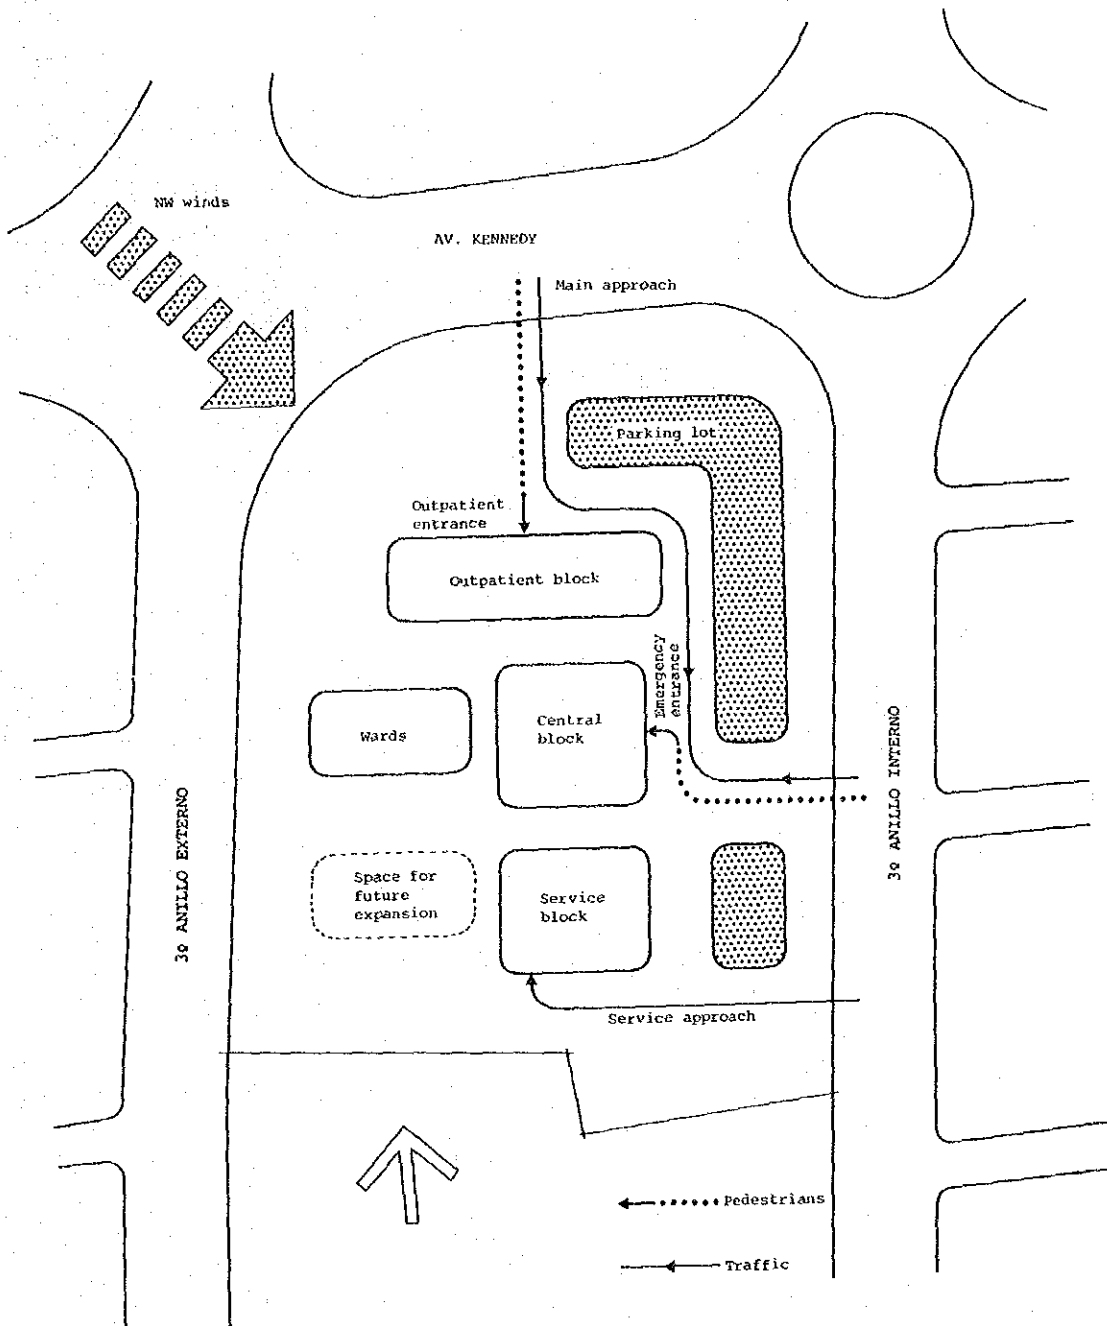 NW winds
AV. KENNEDY
Main approach
Parking lot
Outpatient
entrance
Outpatient block
Emergency
entrance
Central
block
Wards
3º ANILLO INTERNO
3º ANILLO EXTERNO
Space for
future
expansion
Service
block
Service approach
Pedestrians
Traffic